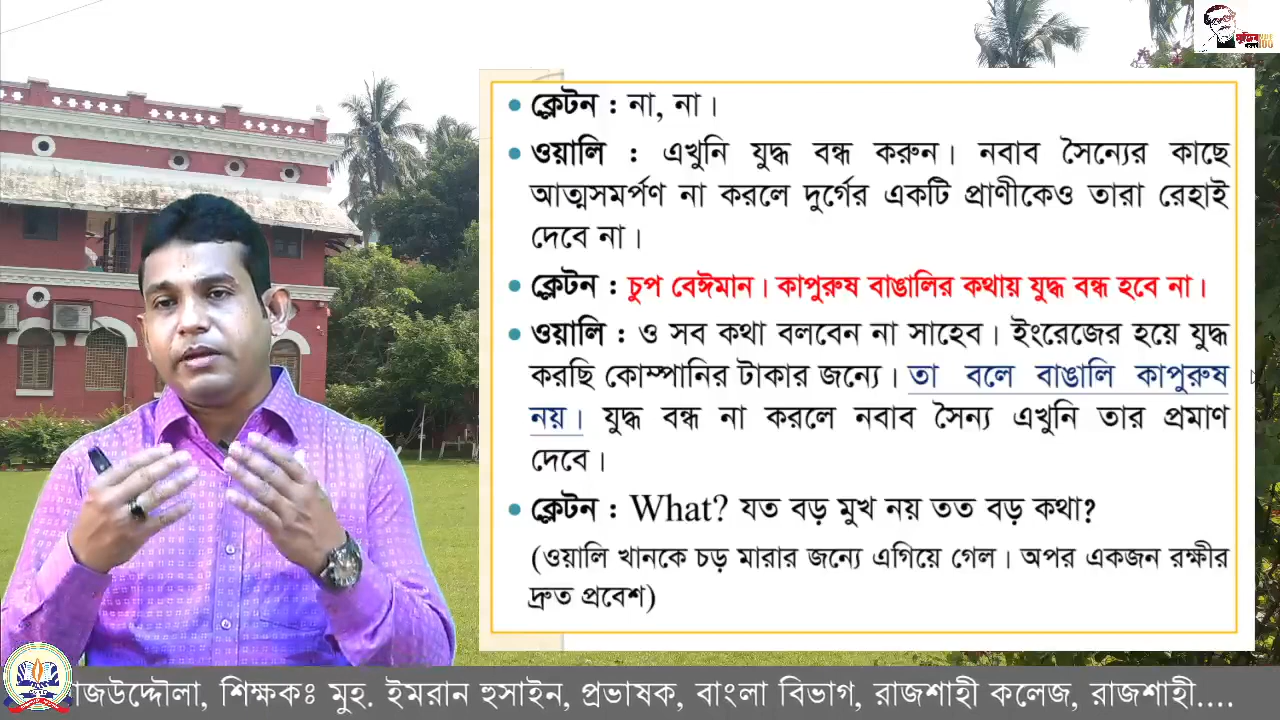 • ক্লেটন : না, না।
• ওয়ালি : এখুনি যুদ্ধ বন্ধ করুন। নবাব সৈন্যের কাছে
আত্মসমর্পণ না করলে দুর্গের একটি প্রাণীকেও তারা রেহাই
দেবে না।
• ক্লেটন : চুপ বেঈমান। কাপুরুষ বাঙালির কথায় যুদ্ধ বন্ধ হবে না।
• ওয়ালি : ও সব কথা বলবেন না সাহেব। ইংরেজের হয়ে যুদ্ধ
করছি কোম্পানির টাকার জন্যে। তা বলে বাঙালি কাপুরুষ
নয়। যুদ্ধ বন্ধ না করলে নবাব সৈন্য এখুনি তার প্রমাণ
দেবে।
• ক্লেটন : What? যত বড় মুখ নয় তত বড় কথা?
(ওয়ালি খানকে চড় মারার জন্যে এগিয়ে গেল। অপর একজন রক্ষীর
দ্রুত প্রবেশ)
াজউদ্দৌলা, শিক্ষকঃ মুহ. ইমরান হুসাইন, প্রভাষক, বাংলা বিভাগ, রাজশাহী কলেজ, রাজশাহী....